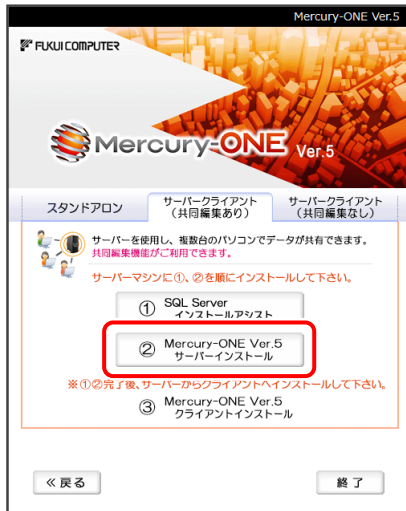 Mercury-ONE Ver.5
FUKUI COMPUTER
Mercury-ONE Ver.5
スタンドアロン
サーバークライアント
（共同編集あり）
サーバークライアント
（共同編集なし）
サーバーを使用し、複数台のパソコンでデータが共有できます。
共同編集機能がご利用できます。
サーバーマシンに①、②を順にインストールして下さい。
① SQL Server
インストールアシスト
② Mercury-ONE Ver.5
サーバーインストール
※①②完了後、サーバーからクライアントへインストールして下さい。
③ Mercury-ONE Ver.5
クライアントインストール
≪戻る
終了